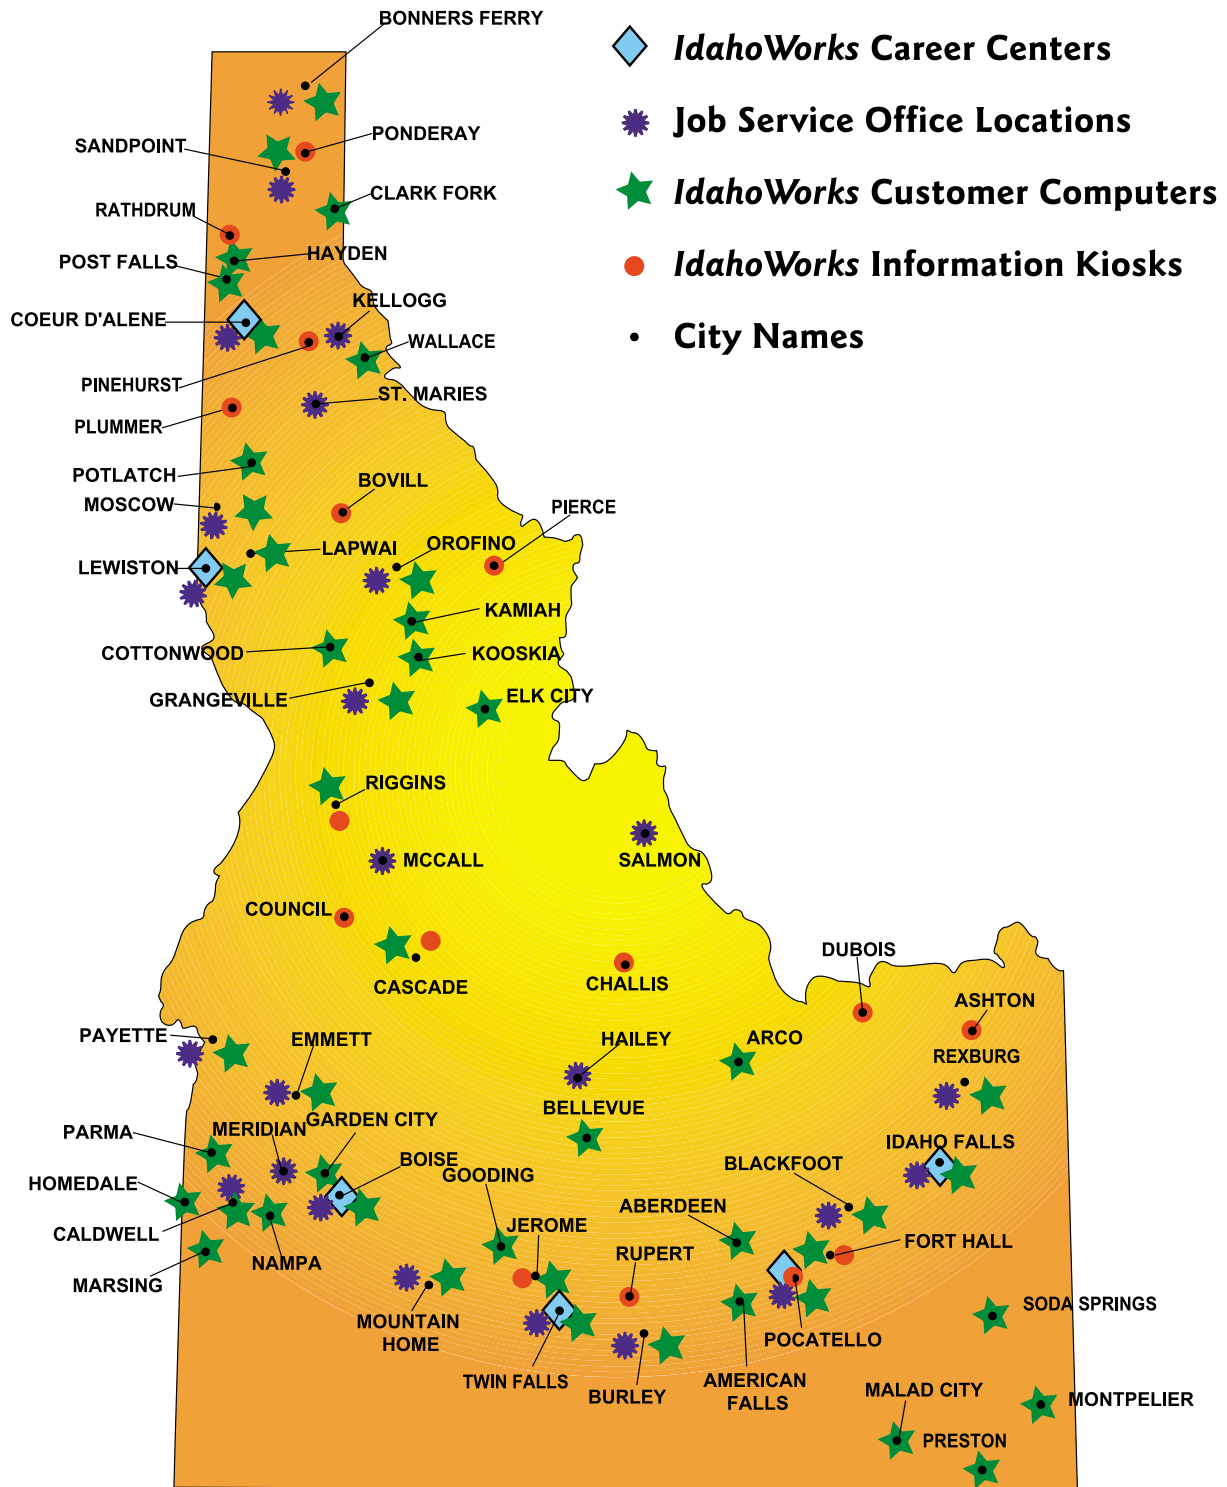 BONNERS FERRY
IdahoWorks Career Centers
Job Service Office Locations
IdahoWorks Customer Computers
IdahoWorks Information Kiosks
City Names
PONDERAY
SANDPOINT
CLARK FORK
RATHDRUM
HAYDEN
POST FALLS
KELLOGG
COEUR D'ALENE
WALLACE
PINEHURST
ST. MARIES
PLUMMER
POTLATCH
BOVILL
MOSCOW
PIERCE
OROFINO
LAPWAI
LEWISTON
KAMIAH
COTTONWOOD
KOOSKIA
GRANGEVILLE
ELK CITY
RIGGINS
MCCALL
SALMON
COUNCIL
DUBOIS
CASCADE
CHALLIS
ASHTON
PAYETTE
EMMETT
HAILEY
ARCO
REXBURG
BELLEVUE
GARDEN CITY
PARMA
MERIDIAN
IDAHO FALLS
BOISE
BLACKFOOT
GOODING
HOMEDALE
ABERDEEN
JEROME
CALDWELL
FORT HALL
RUPERT
NAMPA
MARSING
SODA SPRINGS
MOUNTAIN
HOME
POCATELLO
TWIN FALLS
AMERICAN
FALLS
BURLEY
MALAD CITY
MONTPELIER
PRESTON